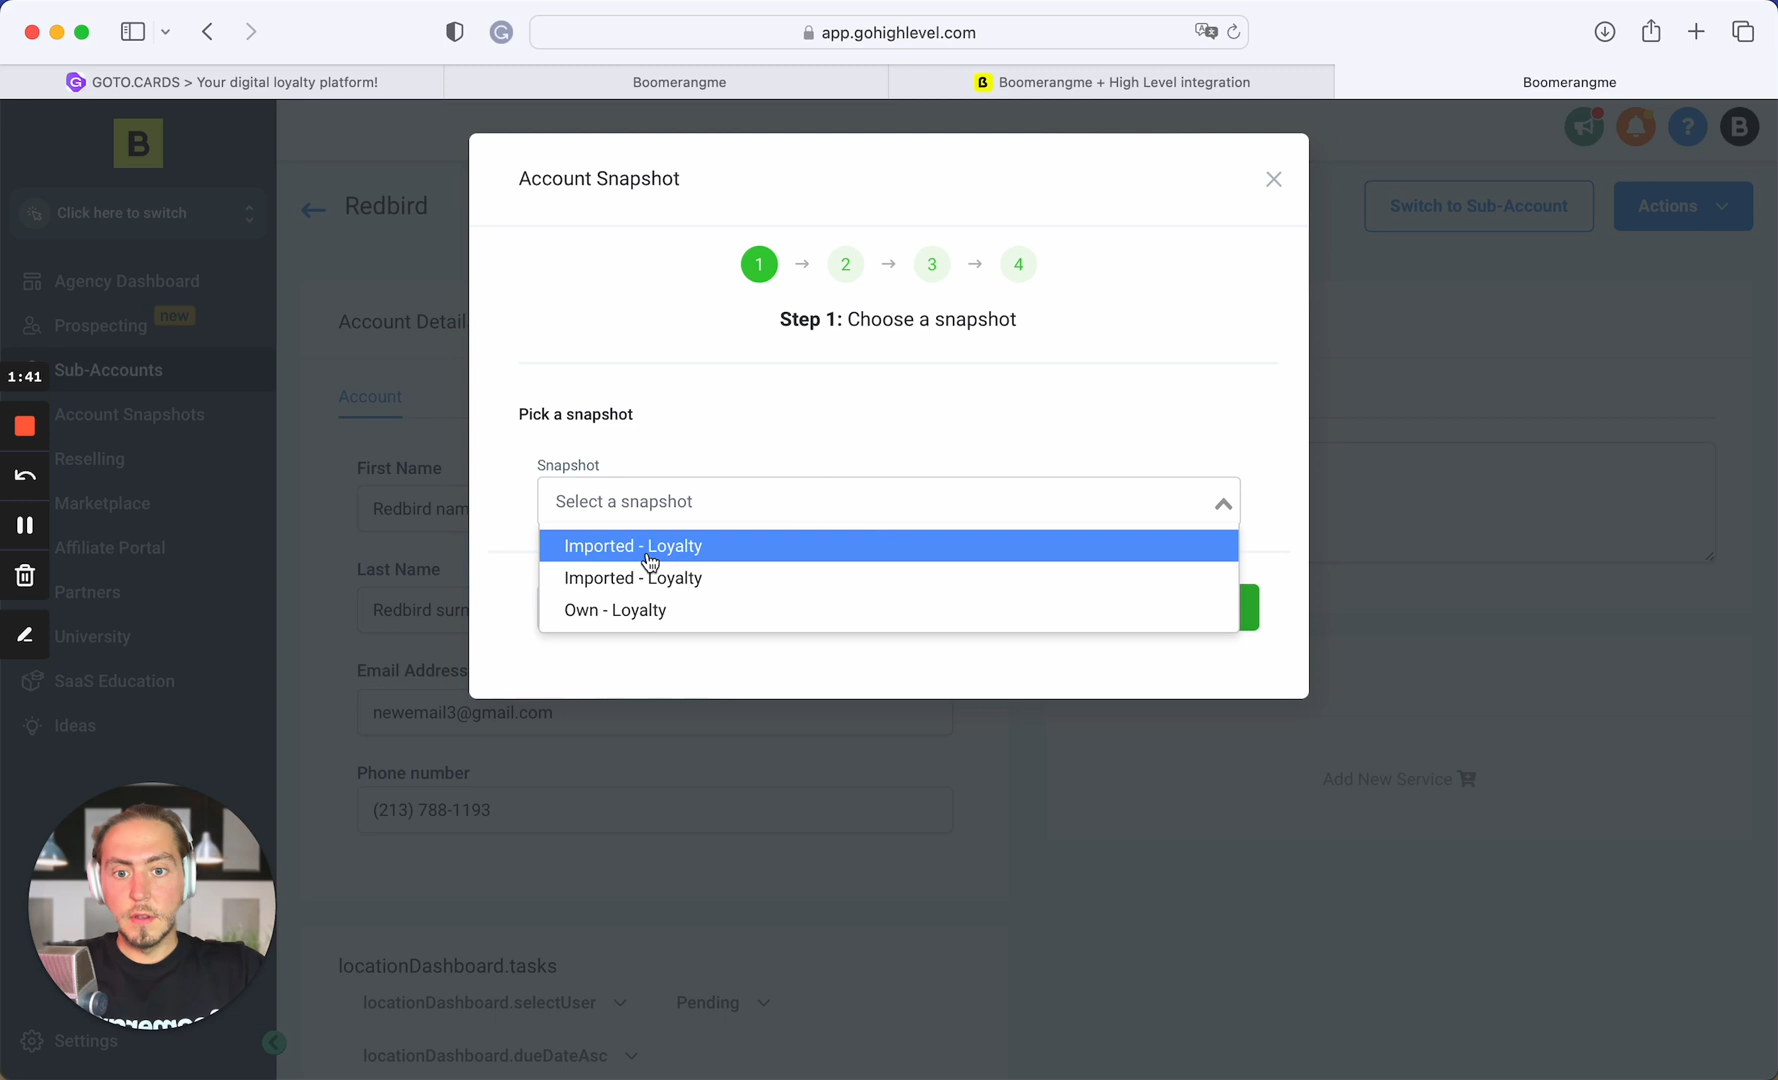 app.gohighlevel.com
GOTO.CARDS > Your digital loyalty platform!
Boomerangme
Boomerangme + High Level integration
Boomerangme
B
Click here to switch
Agency Dashboard
Prospecting
new
Sub-Accounts
1:41
Account Snapshots
Reselling
Marketplace
Affiliate Portal
Partners
University
SaaS Education
Ideas
Settings
Redbird
Switch to Sub-Account
Actions
Account Detail
Account
First Name
Redbird nam
Last Name
Redbird surn
Email Address
newemail3@gmail.com
Phone number
(213) 788-1193
Add New Service
locationDashboard.tasks
locationDashboard.selectUser
Pending
locationDashboard.dueDateAsc
Account Snapshot
1 → 2 → 3 → 4
Step 1: Choose a snapshot
Pick a snapshot
Snapshot
Select a snapshot
Imported - Loyalty
Imported - Loyalty
Own - Loyalty
? B